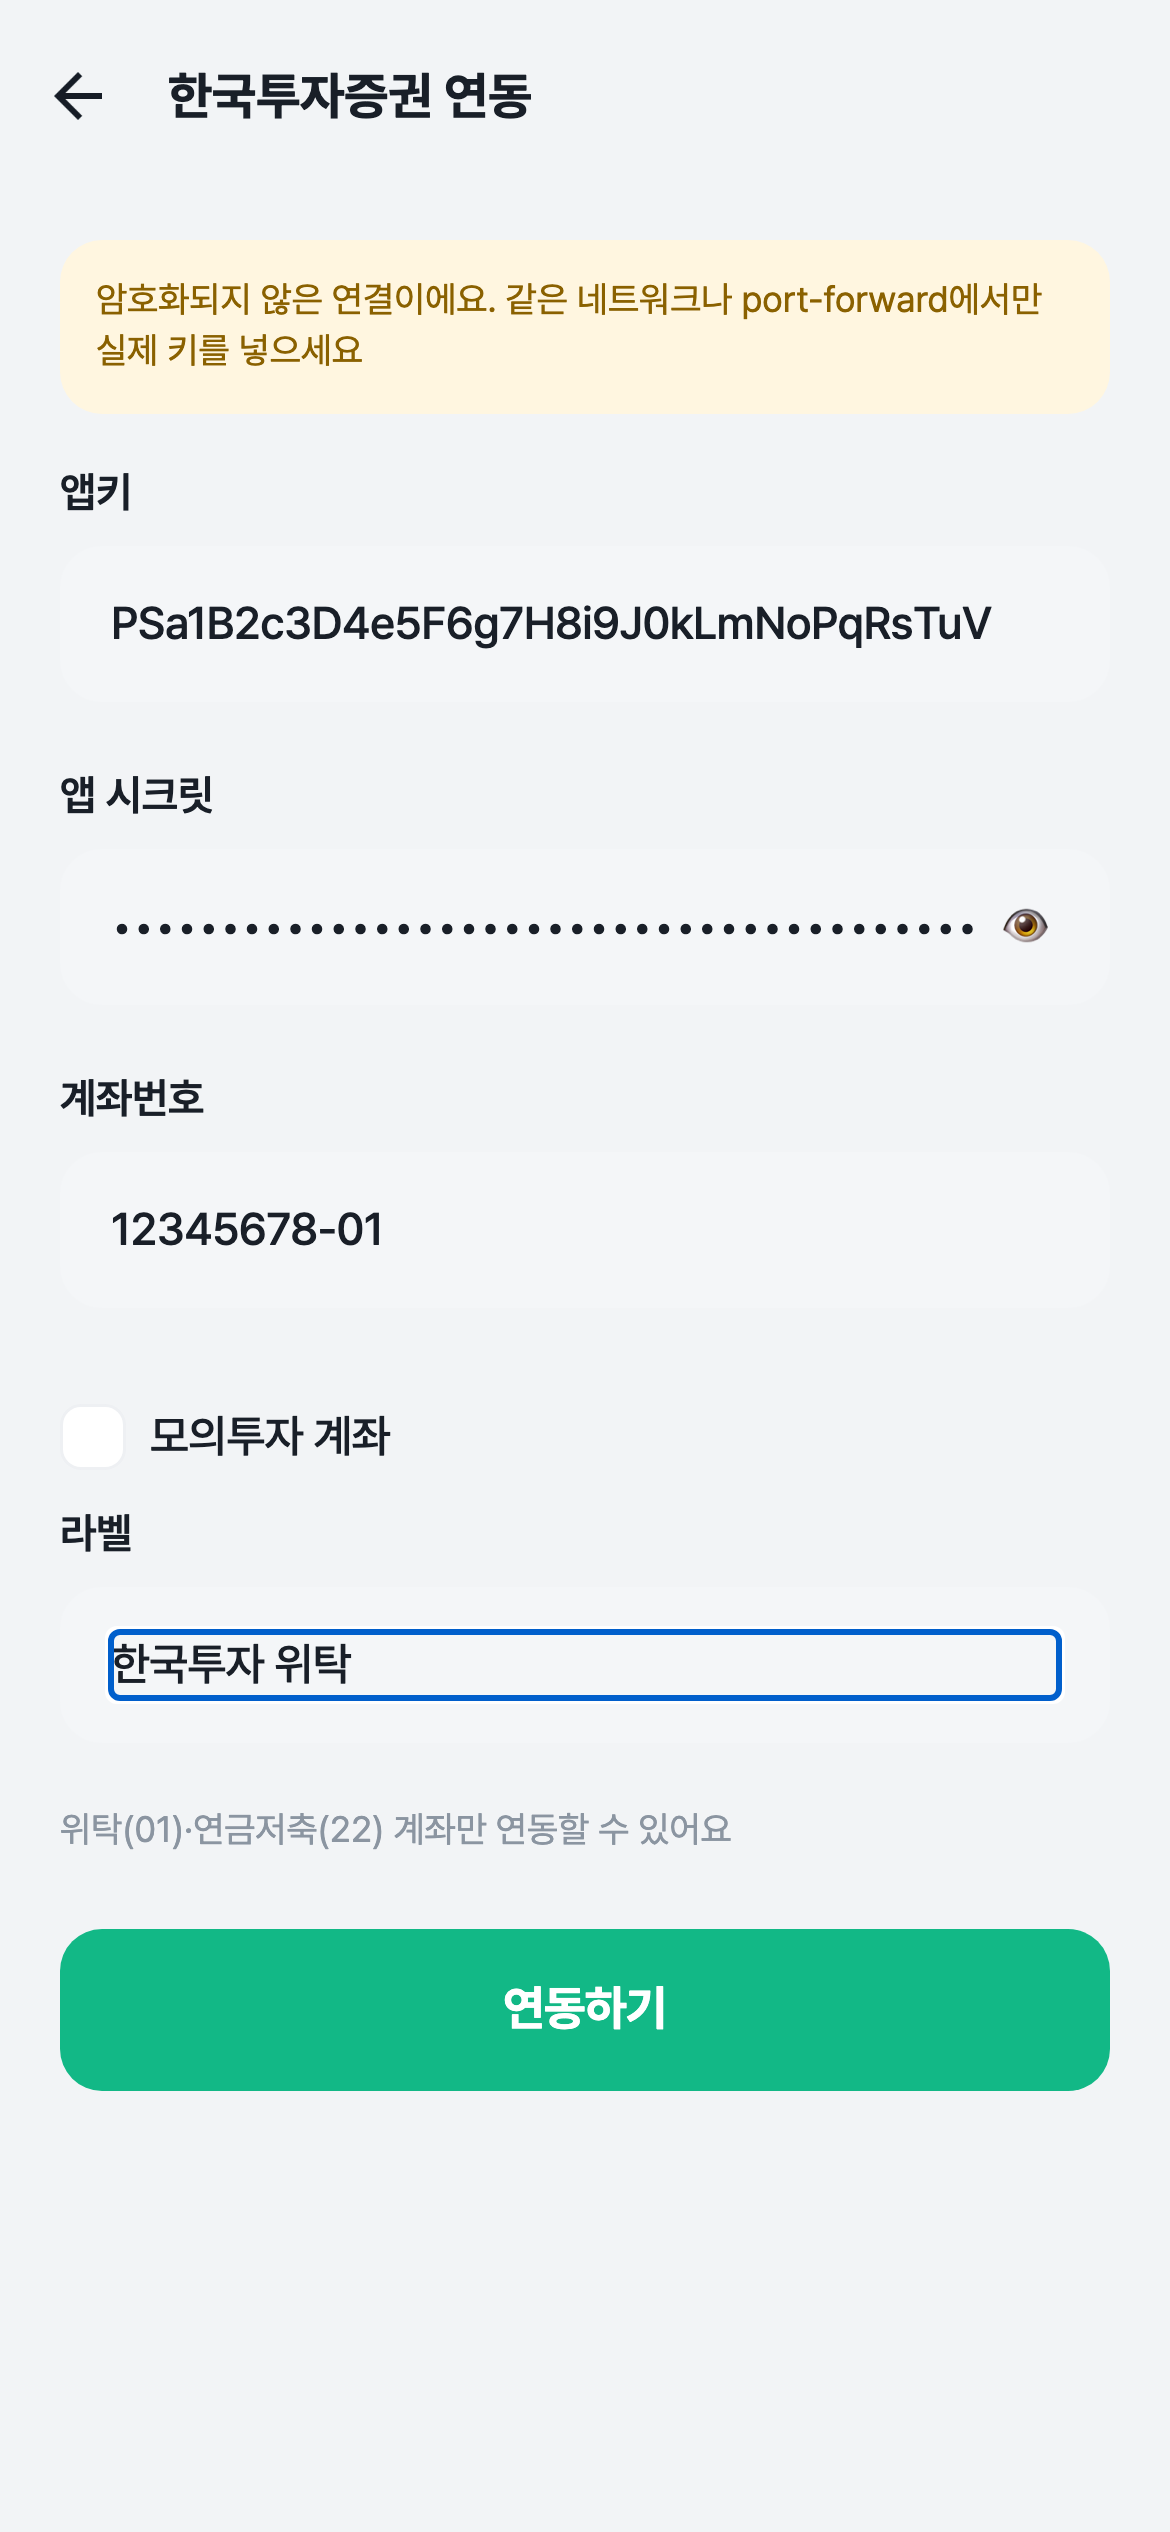 한국투자증권 연동
암호화되지 않은 연결이에요. 같은 네트워크나 port-forward에서만
실제 키를 넣으세요
앱키
PSa1B2c3D4e5F6g7H8i9J0kLmNoPqRsTuV
앱 시크릿
••••••••••••••••••••••••••••••••••••••••
계좌번호
12345678-01
모의투자 계좌
라벨
한국투자 위탁
위탁(01)·연금저축(22) 계좌만 연동할 수 있어요
연동하기